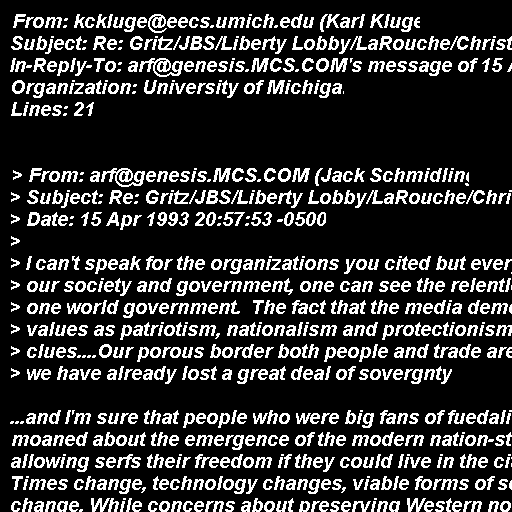 From: kckluge@eecs.umich.edu (Karl Kluge
Subject: Re: Gritz/JBS/Liberty Lobby/LaRouche/Christ
In-Reply-To: arf@genesis.MCS.COM's message of 15
Organization: University of Michigan
Lines: 21
> From: arf@genesis.MCS.COM (Jack Schmidling
> Subject: Re: Gritz/JBS/Liberty Lobby/LaRouche/Chri
> Date: 15 Apr 1993 20:57:53 -0500
>
> I can't speak for the organizations you cited but ever
> our society and government, one can see the relentl
> one world government.  The fact that the media dem
> values as patriotism, nationalism and protectionism
> clues....Our porous border both people and trade are
> we have already lost a great deal of sovergnty
...and I'm sure that people who were big fans of fuedali
moaned about the emergence of the modern nation-st
allowing serfs their freedom if they could live in the ci
Times change, technology changes, viable forms of s
change. While concerns about preserving Western no